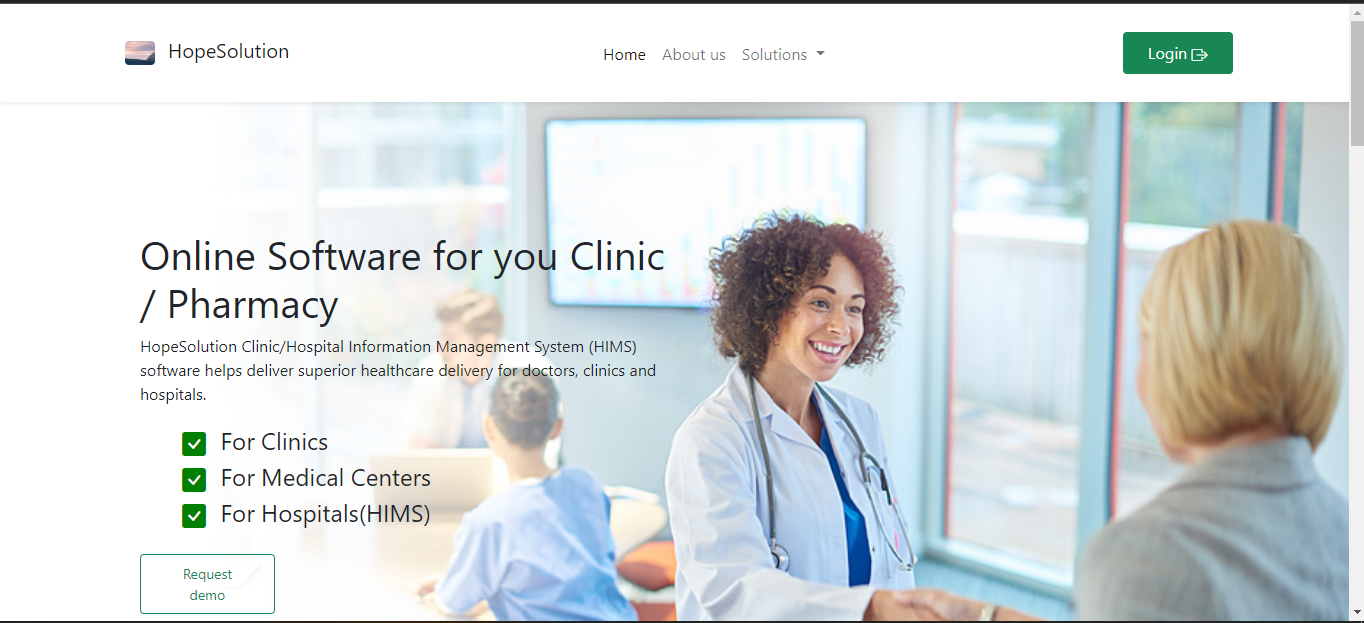 HopeSolution
Home About us Solutions
Login
Online Software for you Clinic
/ Pharmacy
HopeSolution Clinic/Hospital Information Management System (HIMS)
software helps deliver superior healthcare delivery for doctors, clinics and
hospitals.
For Clinics
For Medical Centers
For Hospitals(HIMS)
Request
demo